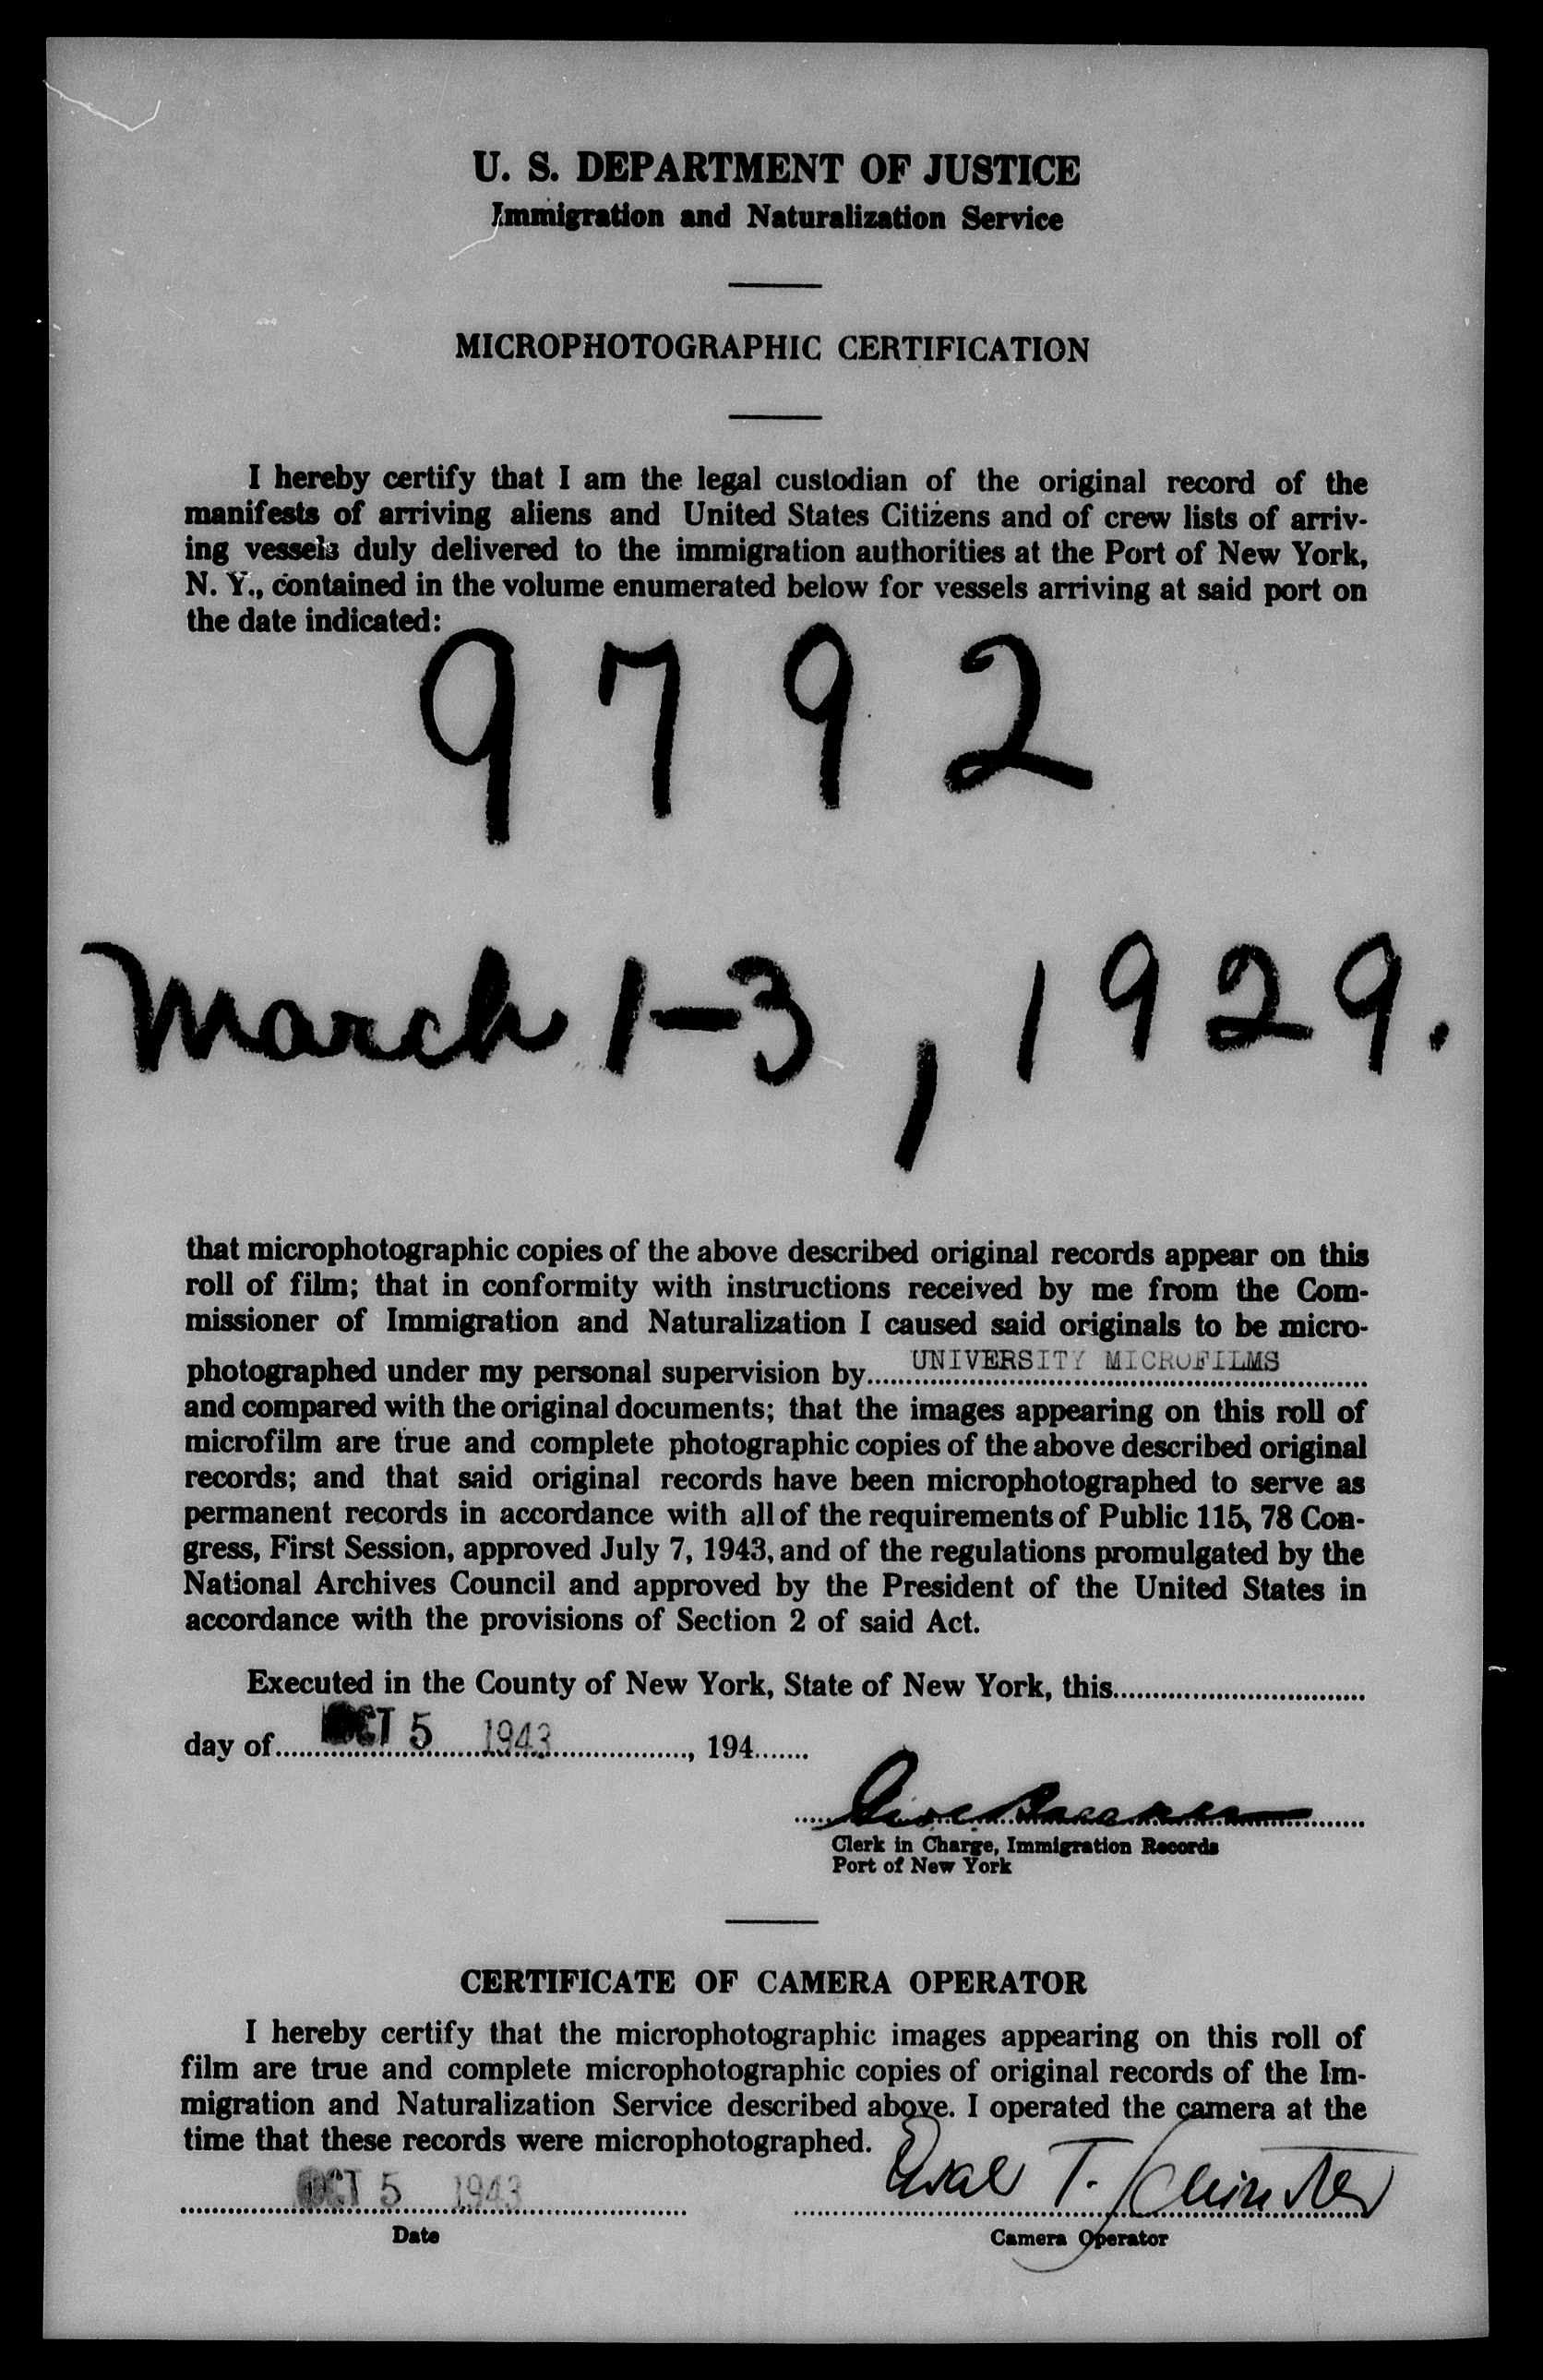 U. S. DEPARTMENT OF JUSTICE
Immigration and Naturalization Service
MICROPHOTOGRAPHIC CERTIFICATION
I hereby certify that I am the legal custodian of the original record of the
manifests of arriving aliens and United States Citizens and of crew lists of arriv-
ing vessels duly delivered to the immigration authorities at the Port of New York,
N. Y., contained in the volume enumerated below for vessels arriving at said port on
the date indicated:
9792
March 1-3, 1929.
that microphotographic copies of the above described original records appear on this
roll of film; that in conformity with instructions received by me from the Com-
missioner of Immigration and Naturalization I caused said originals to be micro-
photographed under my personal supervision by UNIVERSITY MICROFILMS
and compared with the original documents; that the images appearing on this roll of
microfilm are true and complete photographic copies of the above described original
records; and that said original records have been microphotographed to serve as
permanent records in accordance with all of the requirements of Public 115, 78 Con-
gress, First Session, approved July 7, 1943, and of the regulations promulgated by the
National Archives Council and approved by the President of the United States in
accordance with the provisions of Section 2 of said Act.
Executed in the County of New York, State of New York, this
day of OCT 5 1943, 194
Clerk in Charge, Immigration Records
Port of New York
CERTIFICATE OF CAMERA OPERATOR
I hereby certify that the microphotographic images appearing on this roll of
film are true and complete microphotographic copies of original records of the Im-
migration and Naturalization Service described above. I operated the camera at the
time that these records were microphotographed.
OCT 5 1943 T.
Date
Camera Operator